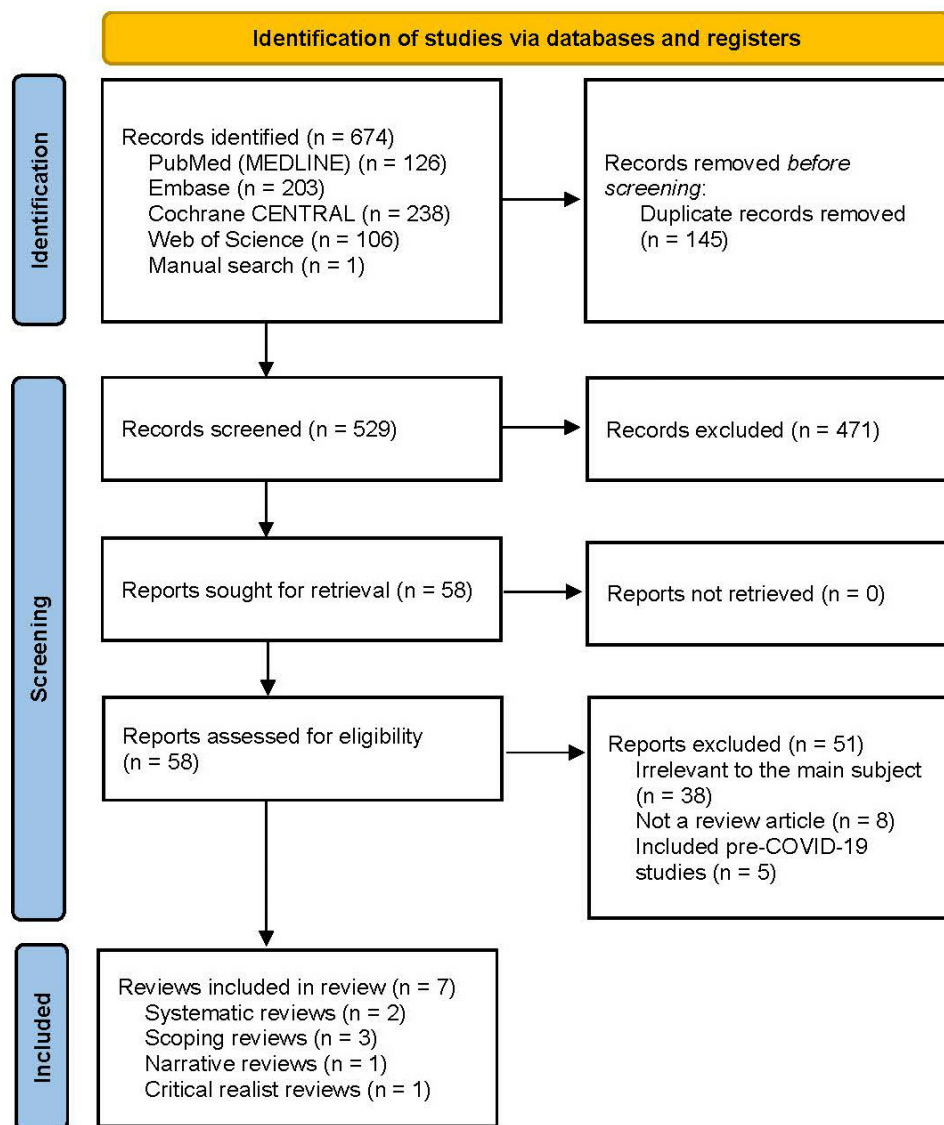 Identification of studies via databases and registers
Identification
Records identified (n = 674)
PubMed (MEDLINE) (n = 126)
Embase (n = 203)
Cochrane CENTRAL (n = 238)
Web of Science (n = 106)
Manual search (n = 1)
Records removed before
screening:
Duplicate records removed
(n = 145)
Screening
Records screened (n = 529)
Records excluded (n = 471)
Reports sought for retrieval (n = 58)
Reports not retrieved (n = 0)
Reports assessed for eligibility
(n = 58)
Reports excluded (n = 51)
Irrelevant to the main subject
(n = 38)
Not a review article (n = 8)
Included pre-COVID-19
studies (n = 5)
Included
Reviews included in review (n = 7)
Systematic reviews (n = 2)
Scoping reviews (n = 3)
Narrative reviews (n = 1)
Critical realist reviews (n = 1)